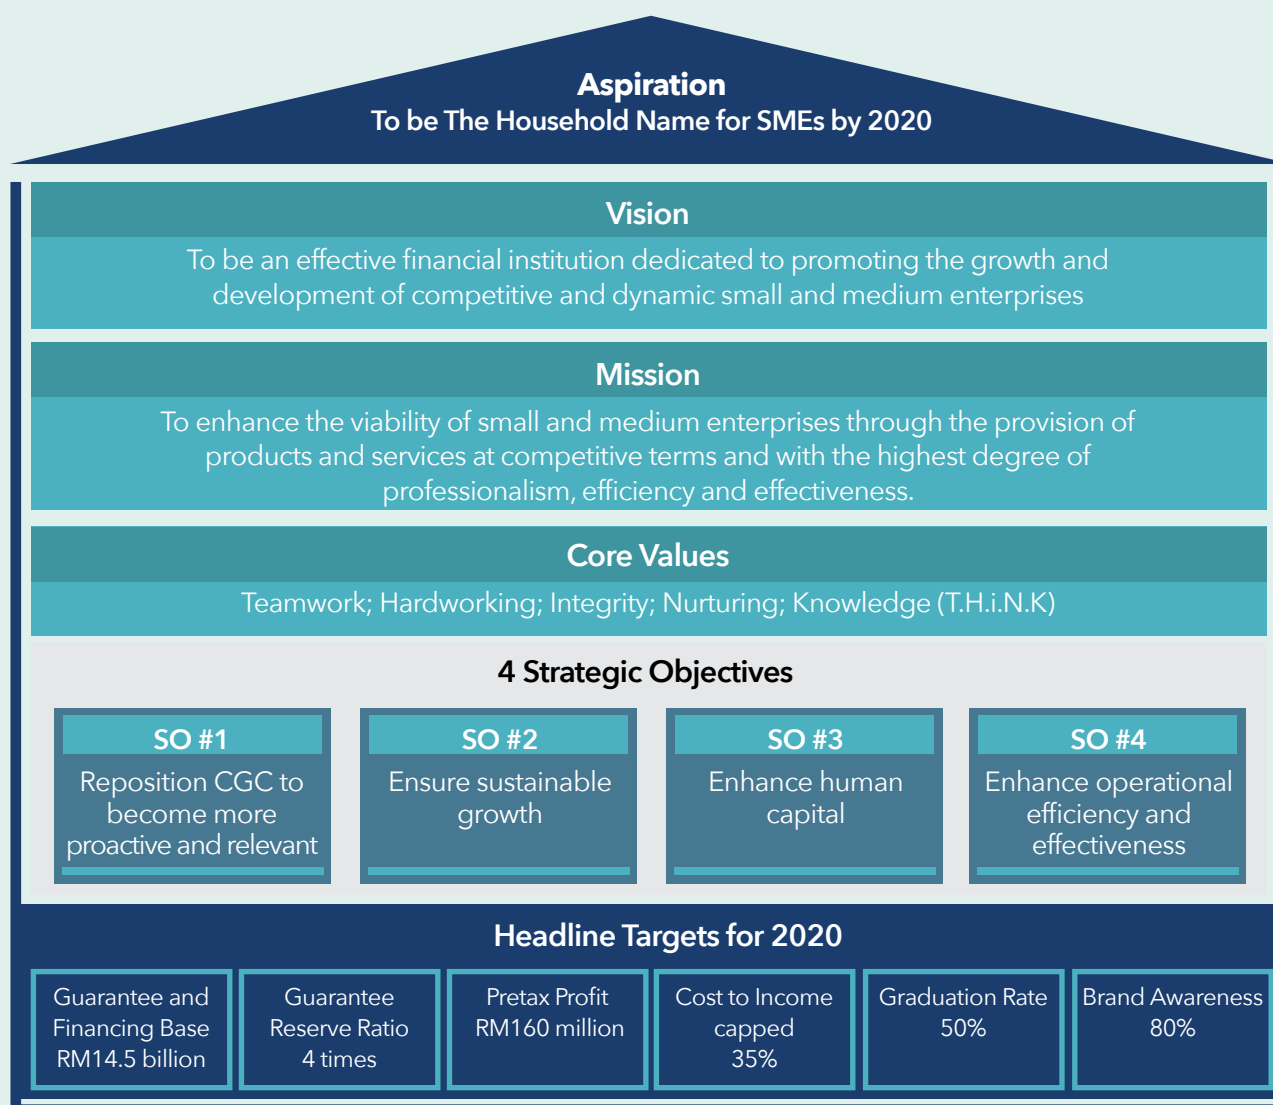 Aspiration
To be The Household Name for SMEs by 2020
Vision
To be an effective financial institution dedicated to promoting the growth and
development of competitive and dynamic small and medium enterprises
Mission
To enhance the viability of small and medium enterprises through the provision of
products and services at competitive terms and with the highest degree of
professionalism, efficiency and effectiveness.
Core Values
Teamwork; Hardworking; Integrity; Nurturing; Knowledge (T.H.i.N.K)
4 Strategic Objectives
SO #1
Reposition CGC to
become more
proactive and relevant
SO #2
Ensure sustainable
growth
SO #3
Enhance human
capital
SO #4
Enhance operational
efficiency and
effectiveness
Headline Targets for 2020
Guarantee and
Financing Base
RM14.5 billion
Guarantee
Reserve Ratio
4 times
Pretax Profit
RM160 million
Cost to Income
capped
35%
Graduation Rate
50%
Brand Awareness
80%